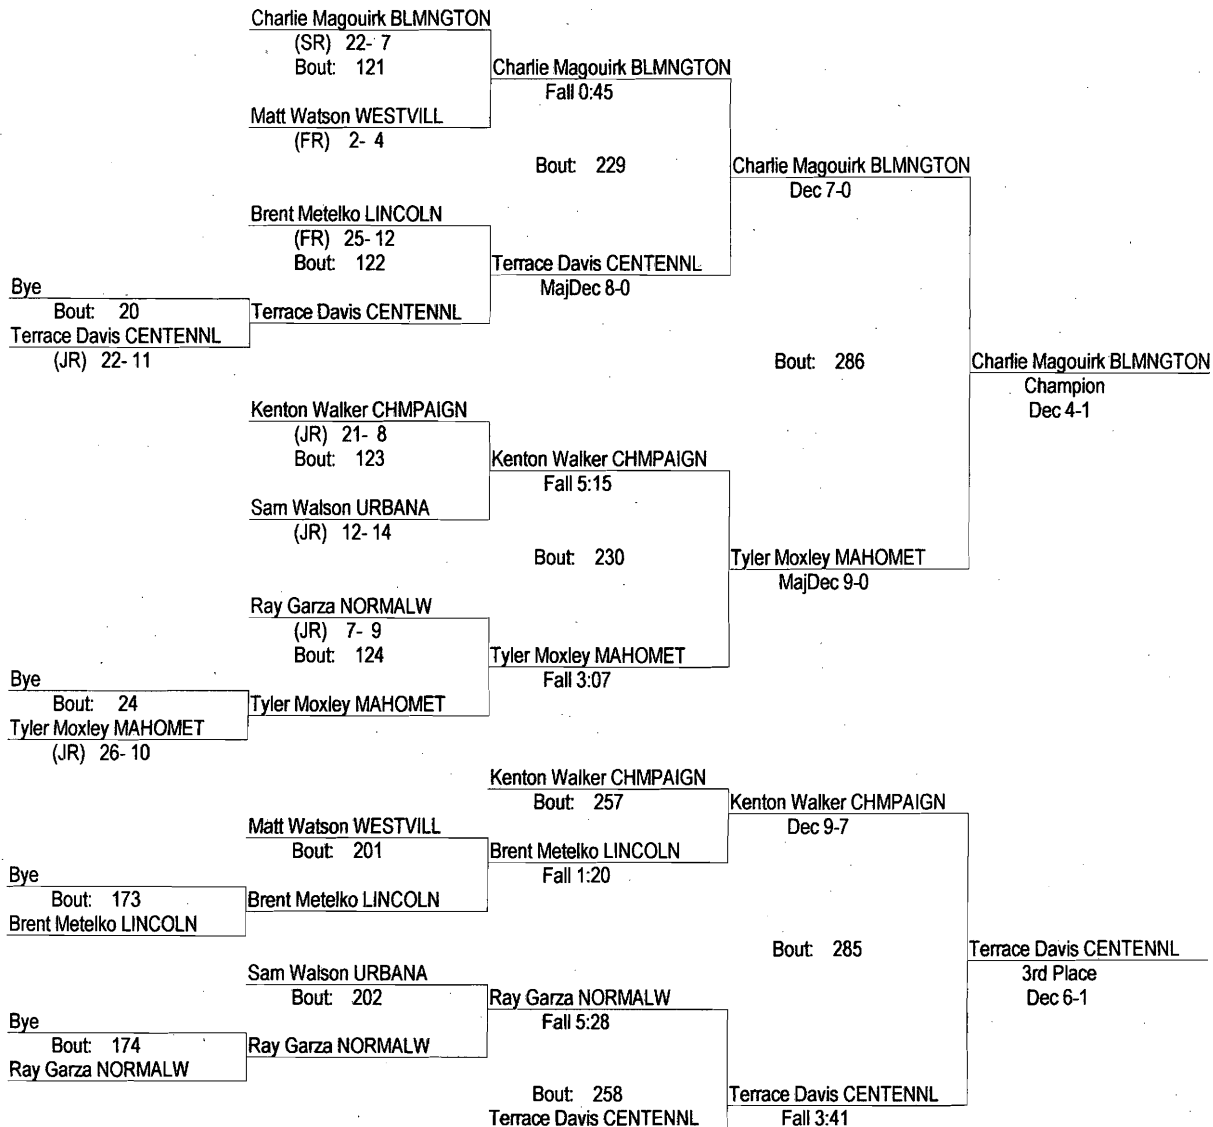 Charlie Magouirk BLMNGTON
(SR) 22- 7
Bout: 121
Charlie Magouirk BLMNGTON
Fall 0:45
Matt Watson WESTVILL
(FR) 2- 4
Bout: 229
Charlie Magouirk BLMNGTON
Dec 7-0
Brent Metelko LINCOLN
(FR) 25- 12
Bout: 122
Terrace Davis CENTENNL
MajDec 8-0
Bye
Bout: 20
Terrace Davis CENTENNL
Terrace Davis CENTENNL
(JR) 22- 11
Bout: 286
Charlie Magouirk BLMNGTON
Champion
Dec 4-1
Kenton Walker CHMPAIGN
(JR) 21- 8
Bout: 123
Kenton Walker CHMPAIGN
Fall 5:15
Sam Walson URBANA
(JR) 12- 14
Bout: 230
Tyler Moxley MAHOMET
MajDec 9-0
Ray Garza NORMALW
(JR) 7- 9
Bout: 124
Tyler Moxley MAHOMET
Fall 3:07
Bye
Bout: 24
Tyler Moxley MAHOMET
Tyler Moxley MAHOMET
(JR) 26- 10
Kenton Walker CHMPAIGN
Bout: 257
Kenton Walker CHMPAIGN
Dec 9-7
Matt Watson WESTVILL
Bout: 201
Brent Metelko LINCOLN
Fall 1:20
Bye
Bout: 173
Brent Metelko LINCOLN
Brent Metelko LINCOLN
Bout: 285
Terrace Davis CENTENNL
3rd Place
Dec 6-1
Sam Walson URBANA
Bout: 202
Ray Garza NORMALW
Fall 5:28
Bye
Bout: 174
Ray Garza NORMALW
Ray Garza NORMALW
Bout: 258
Terrace Davis CENTENNL
Terrace Davis CENTENNL
Fall 3:41